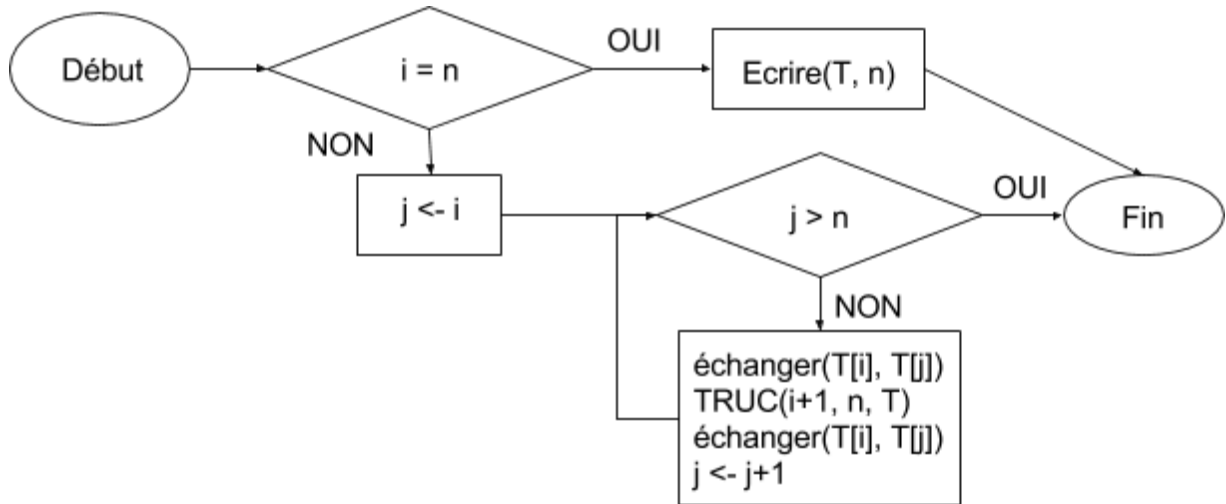 Début
i = n
OUI
Ecrire(T, n)
NON
j <- i
j > n
OUI
Fin
NON
échanger(T[i], T[j])
TRUC(i+1, n, T)
échanger(T[i], T[j])
j <- j+1